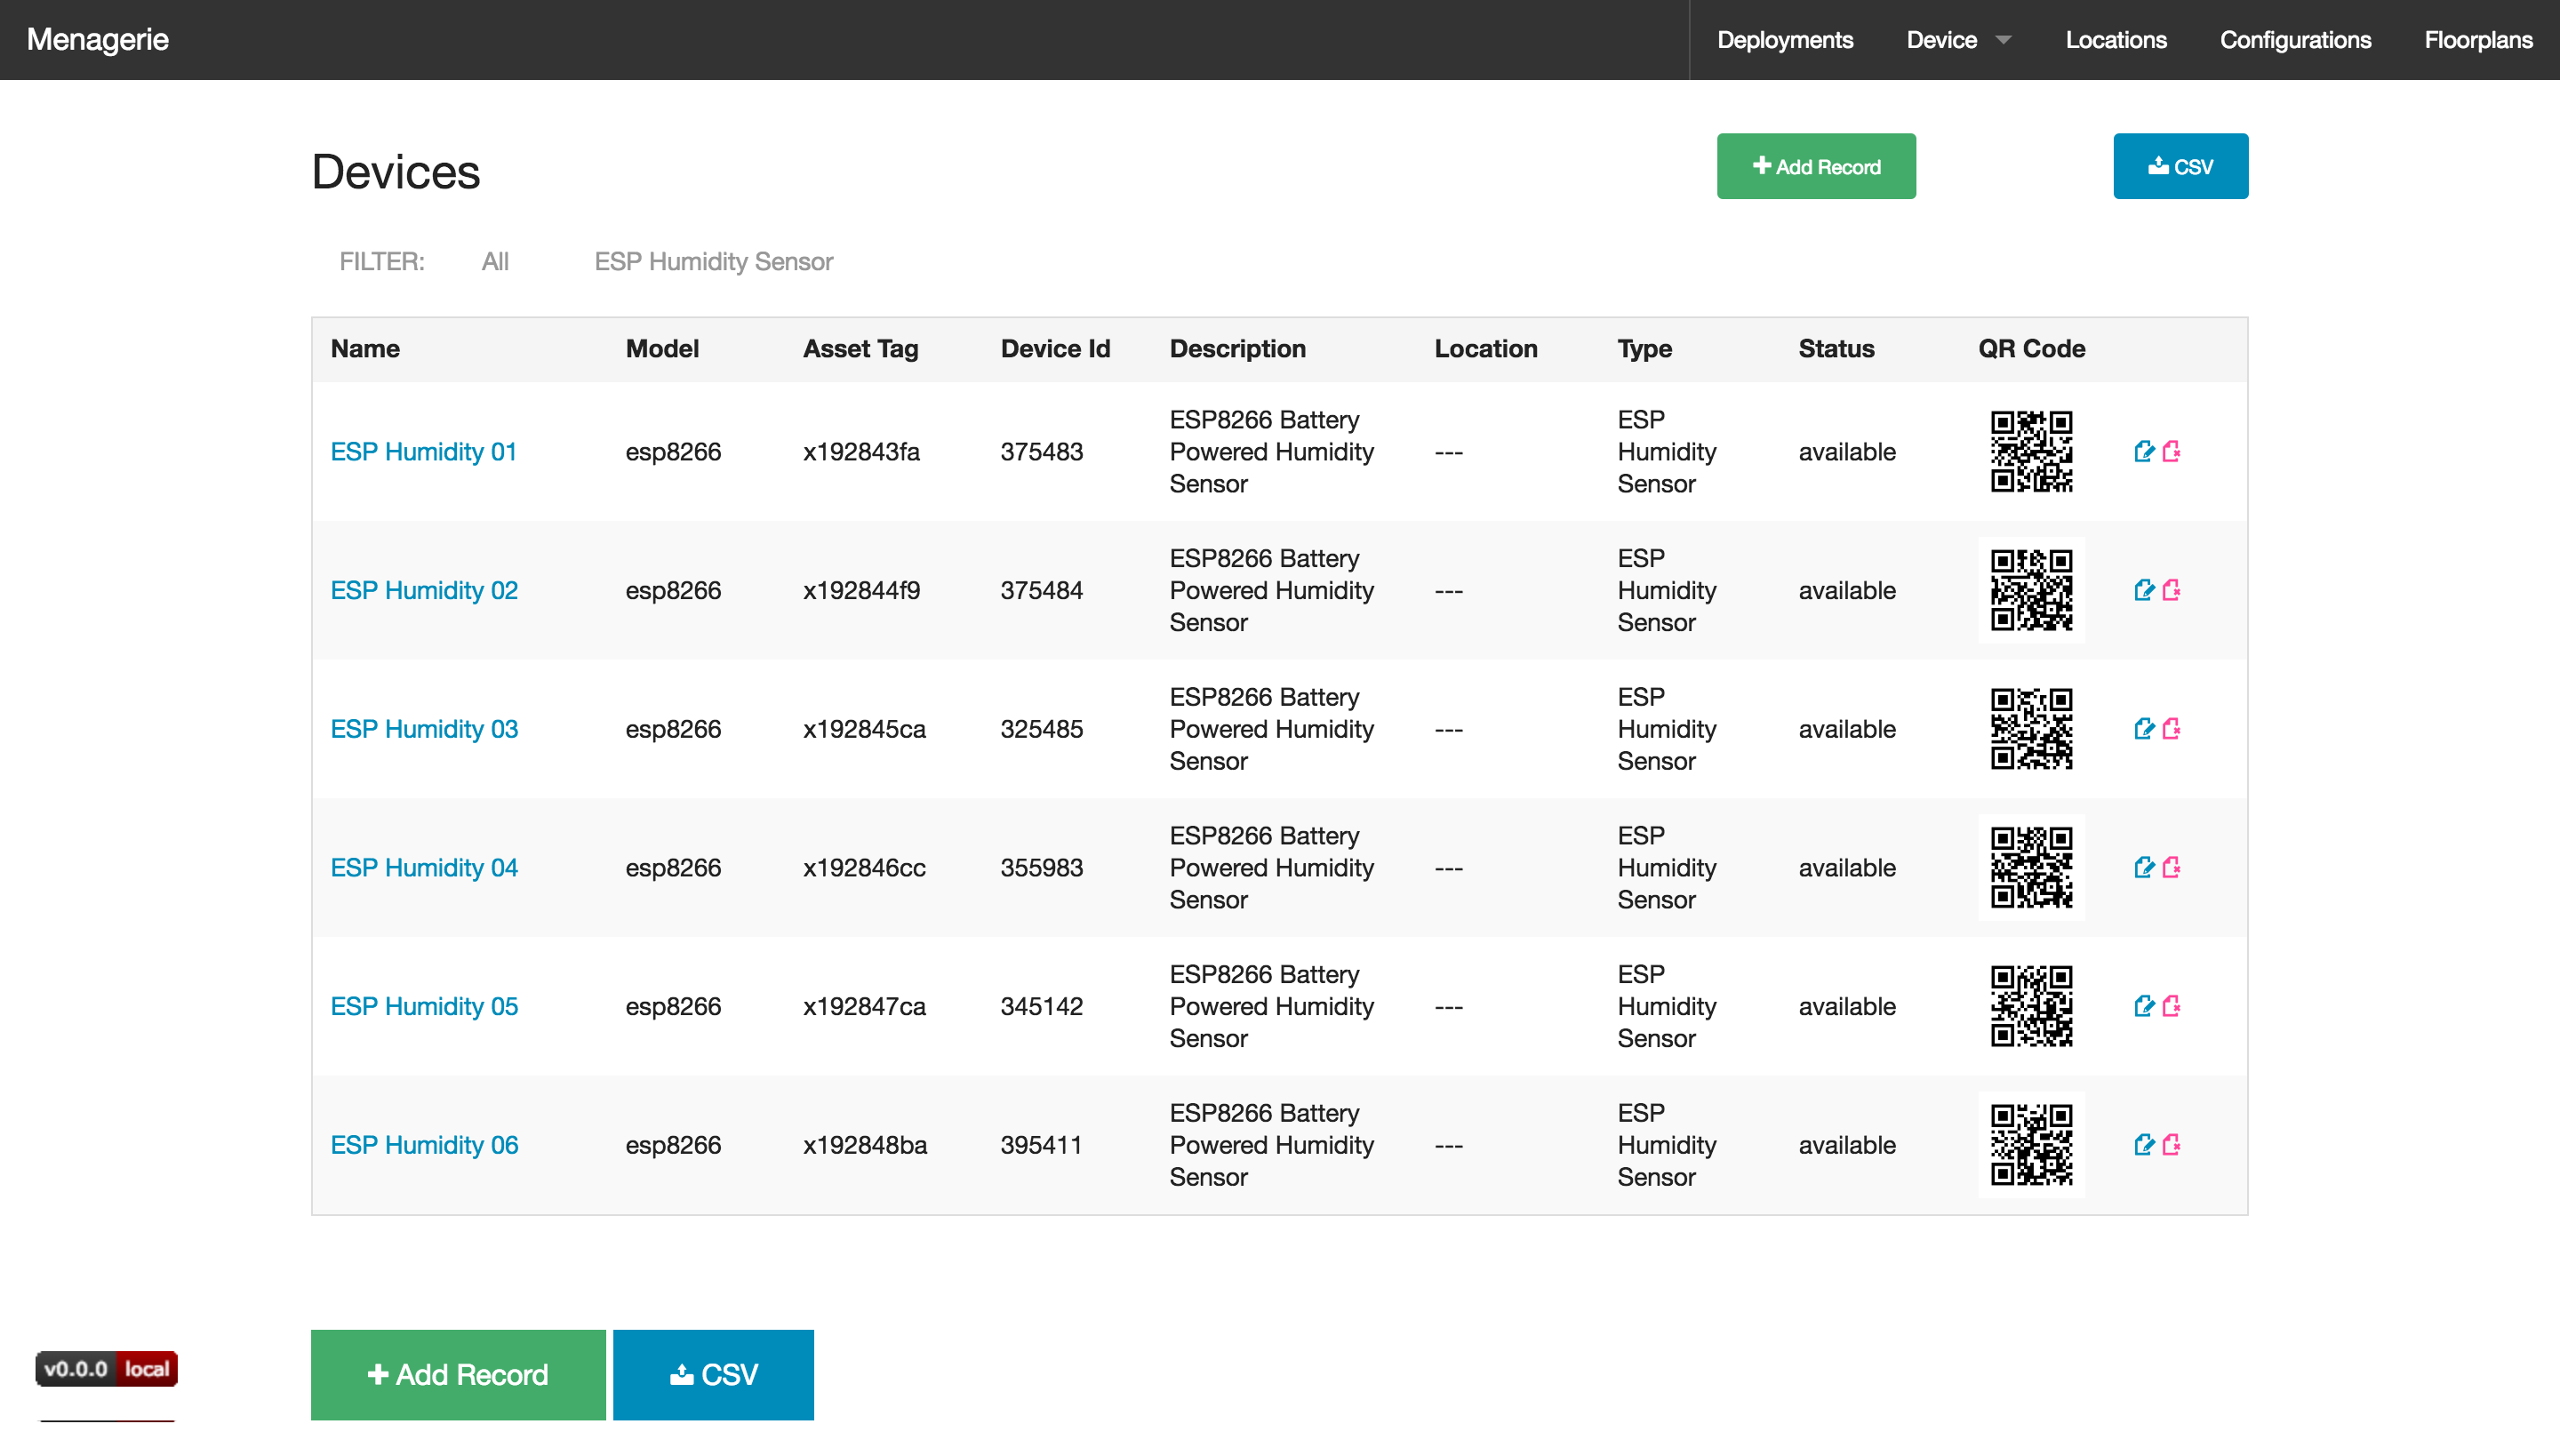 Menagerie Deployments Device Locations Configurations Floorplans
Devices Add Record CSV
FILTER: All ESP Humidity Sensor
Name Model Asset Tag Device Id Description Location Type Status QR Code
ESP8266 Battery ESP
ESP Humidity 01 esp8266 x192843fa 375483 Powered Humidity --- Humidity available
Sensor Sensor
ESP8266 Battery ESP
ESP Humidity 02 esp8266 x192844f9 375484 Powered Humidity --- Humidity available
Sensor Sensor
ESP8266 Battery ESP
ESP Humidity 03 esp8266 x192845ca 325485 Powered Humidity --- Humidity available
Sensor Sensor
ESP8266 Battery ESP
ESP Humidity 04 esp8266 x192846cc 355983 Powered Humidity --- Humidity available
Sensor Sensor
ESP8266 Battery ESP
ESP Humidity 05 esp8266 x192847ca 345142 Powered Humidity --- Humidity available
Sensor Sensor
ESP8266 Battery ESP
ESP Humidity 06 esp8266 x192848ba 395411 Powered Humidity --- Humidity available
Sensor Sensor
v0.0.0 local Add Record CSV